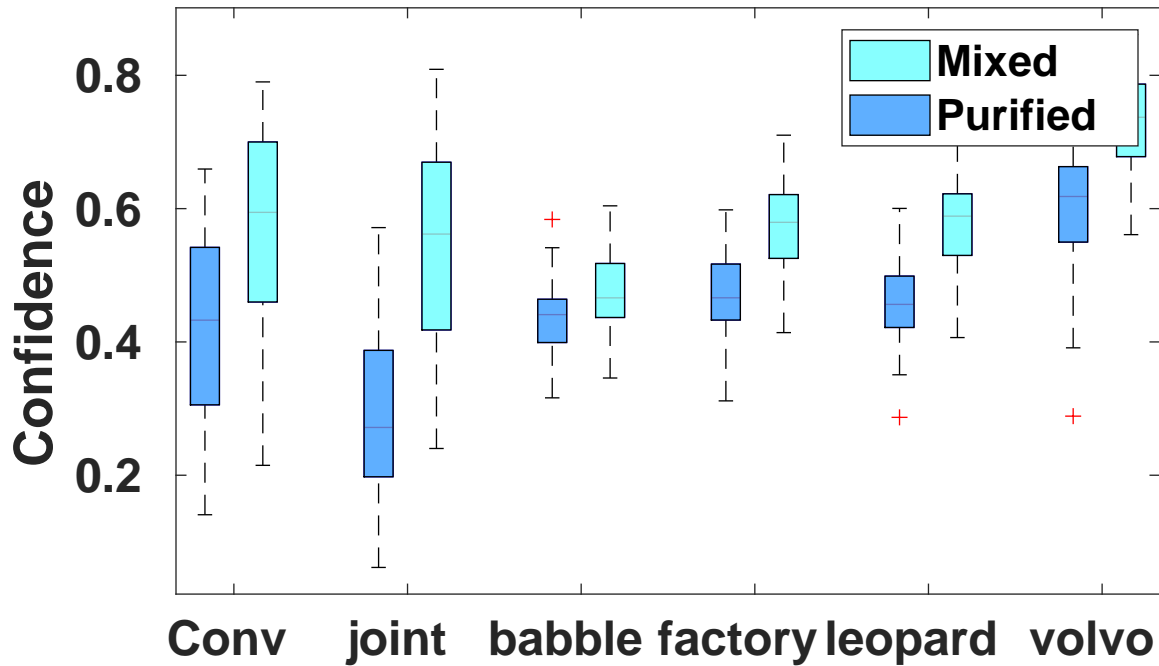 Confidence
0.8
0.6
0.4
0.2
Mixed
Purified
Conv joint babble factory leopard volvo